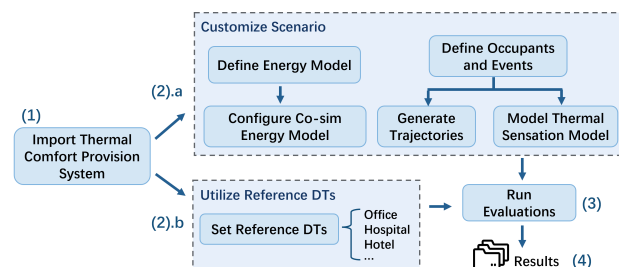 Customize Scenario
Define Energy Model
Define Occupants
and Events
(2).a
(1)
Configure Co-sim
Energy Model
Generate
Trajectories
Model Thermal
Sensation Model
Import Thermal
Comfort Provision
System
(2).b
Utilize Reference DTs
Set Reference DTs
Office
Hospital
Hotel
...
Run
Evaluations
(3)
Results
(4)